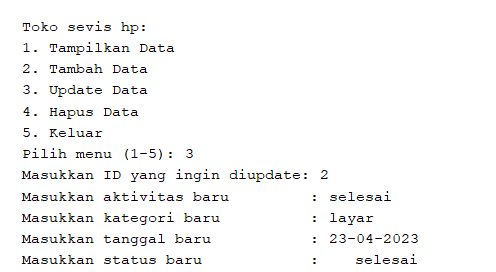 Toko sevis hp:
1. Tampilkan Data
2. Tambah Data
3. Update Data
4. Hapus Data
5. Keluar
Pilih menu (1-5): 3
Masukkan ID yang ingin diupdate: 2
Masukkan aktivitas baru         : selesai
Masukkan kategori baru          : layar
Masukkan tanggal baru           : 23-04-2023
Masukkan status baru            :    selesai